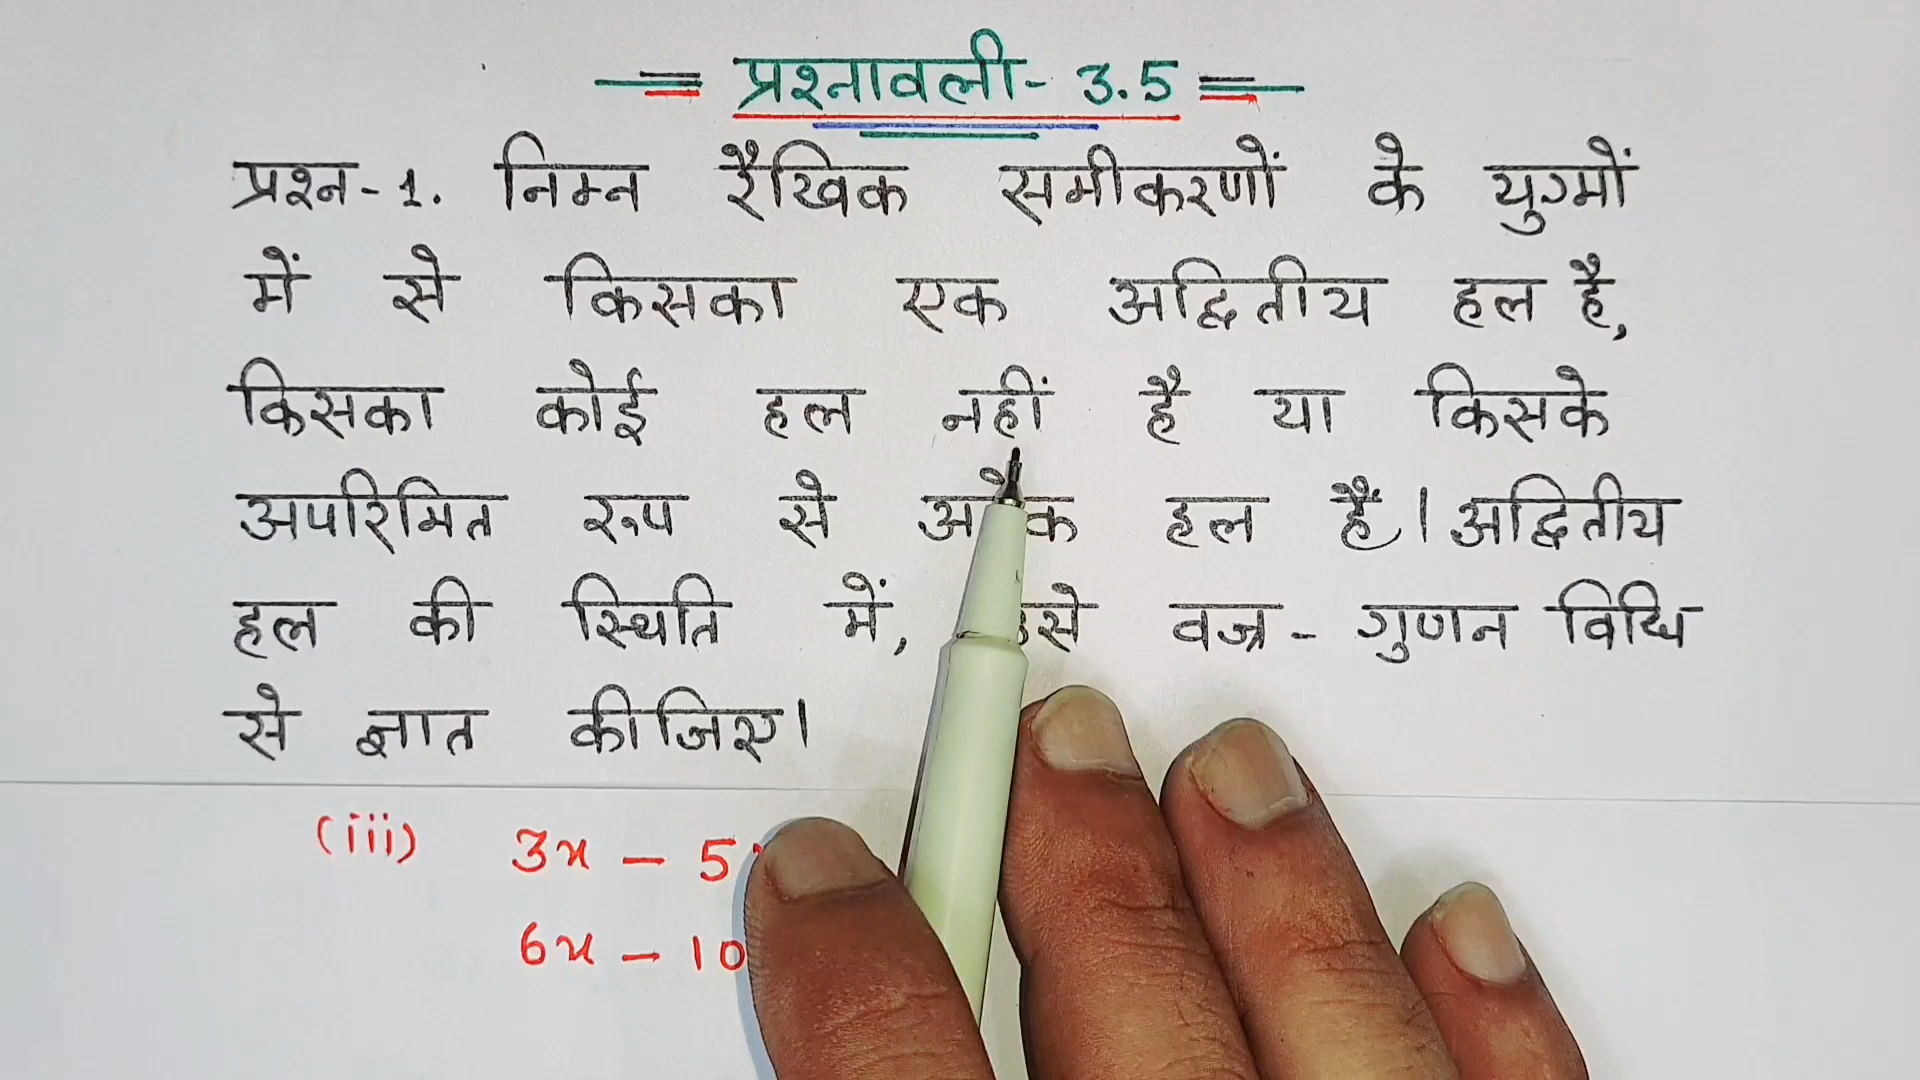 प्रश्नावली- 3.5
प्रश्न-1. निम्न रैखिक समीकरणों के युग्मों
में से किसका एक अद्वितीय हल है,
किसका कोई हल नहीं है या किसके
अपरिमित रूप से हल हैं। अद्वितीय
हल की स्थिति में, वज्र- गुणन विधि
से ज्ञात कीजिए।
(iii) 3x - 5
6x - 10